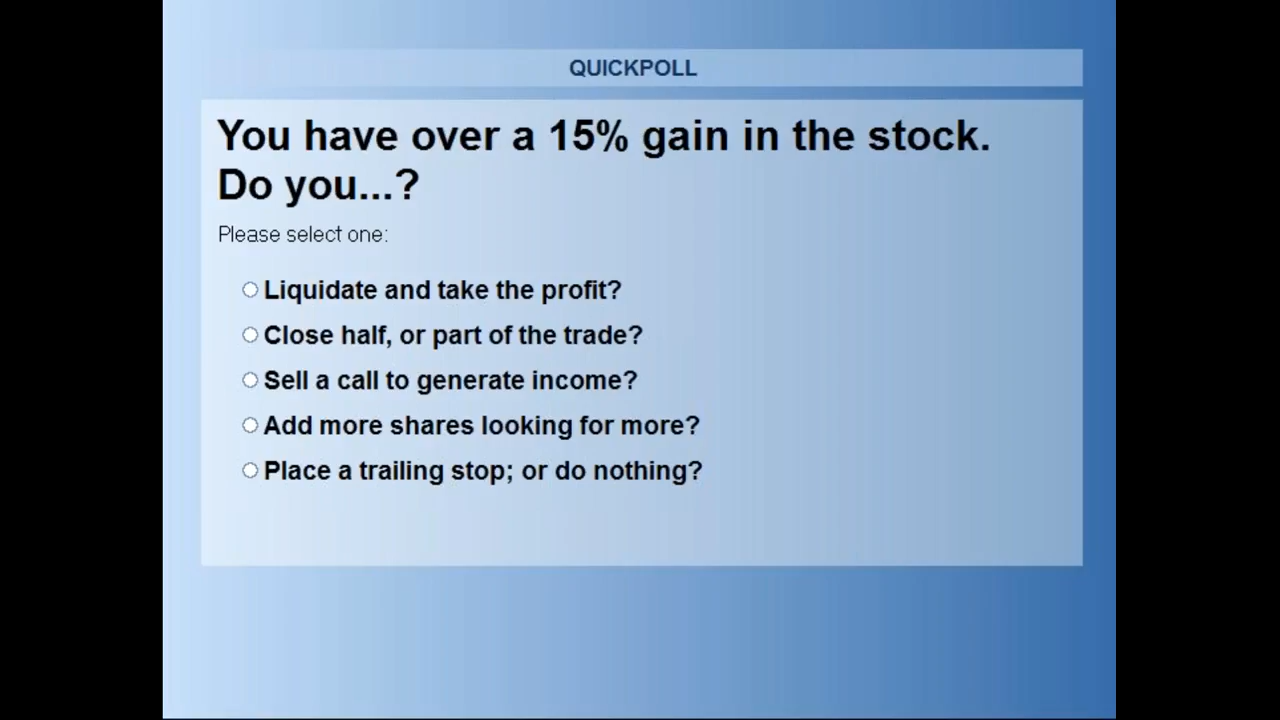 QUICKPOLL
You have over a 15% gain in the stock.
Do you...?
Please select one:
Liquidate and take the profit?
Close half, or part of the trade?
Sell a call to generate income?
Add more shares looking for more?
Place a trailing stop; or do nothing?